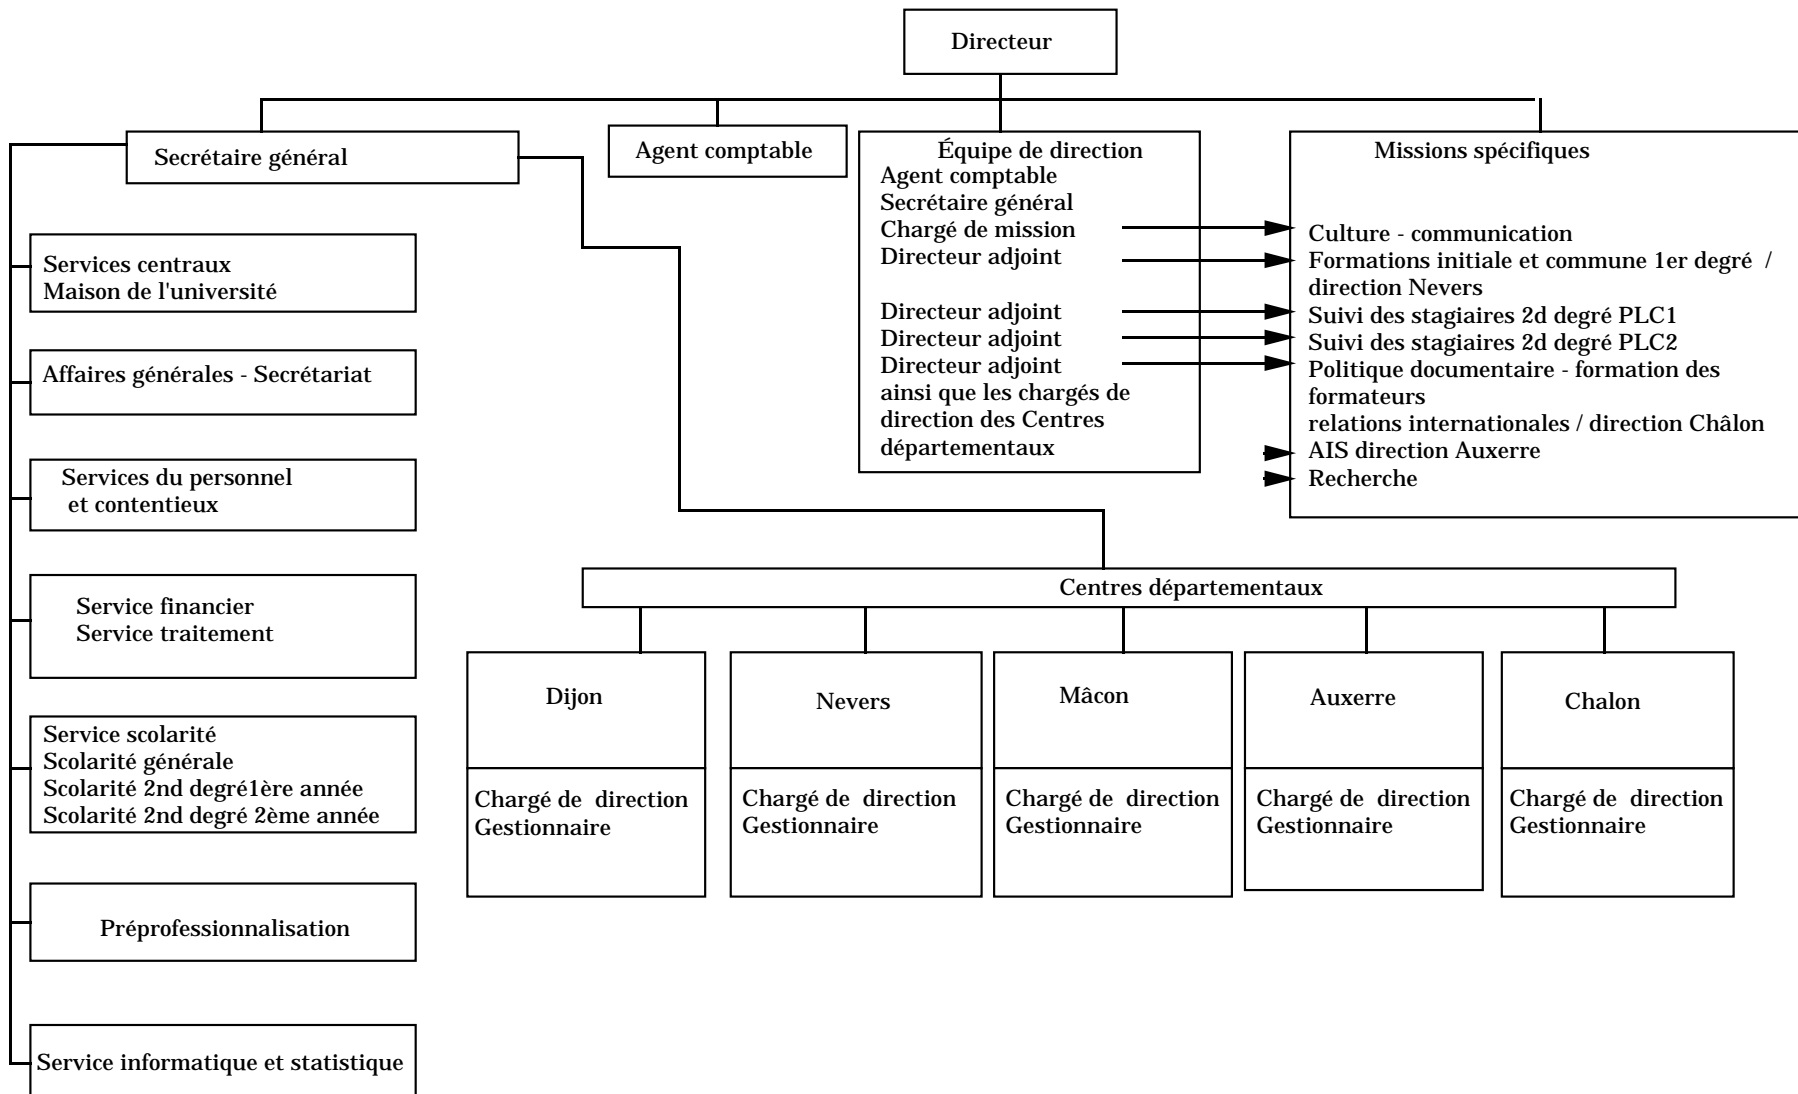 Directeur
Secrétaire général
Agent comptable
Équipe de direction
Agent comptable
Secrétaire général
Chargé de mission
Directeur adjoint
Directeur adjoint
Directeur adjoint
Directeur adjoint
ainsi que les chargés de
direction des Centres
départementaux
Missions spécifiques
Culture - communication
Formations initiale et commune 1er degré /
direction Nevers
Suivi des stagiaires 2d degré PLC1
Suivi des stagiaires 2d degré PLC2
Politique documentaire - formation des
formateurs
relations internationales / direction Châlon
AIS direction Auxerre
Recherche
Services centraux
Maison de l'université
Affaires générales - Secrétariat
Services du personnel
et contentieux
Service financier
Service traitement
Service scolarité
Scolarité générale
Scolarité 2nd degré1ère année
Scolarité 2nd degré 2ème année
Préprofessionnalisation
Service informatique et statistique
Centres départementaux
Dijon
Chargé de direction
Gestionnaire
Nevers
Chargé de direction
Gestionnaire
Mâcon
Chargé de direction
Gestionnaire
Auxerre
Chargé de direction
Gestionnaire
Chalon
Chargé de direction
Gestionnaire